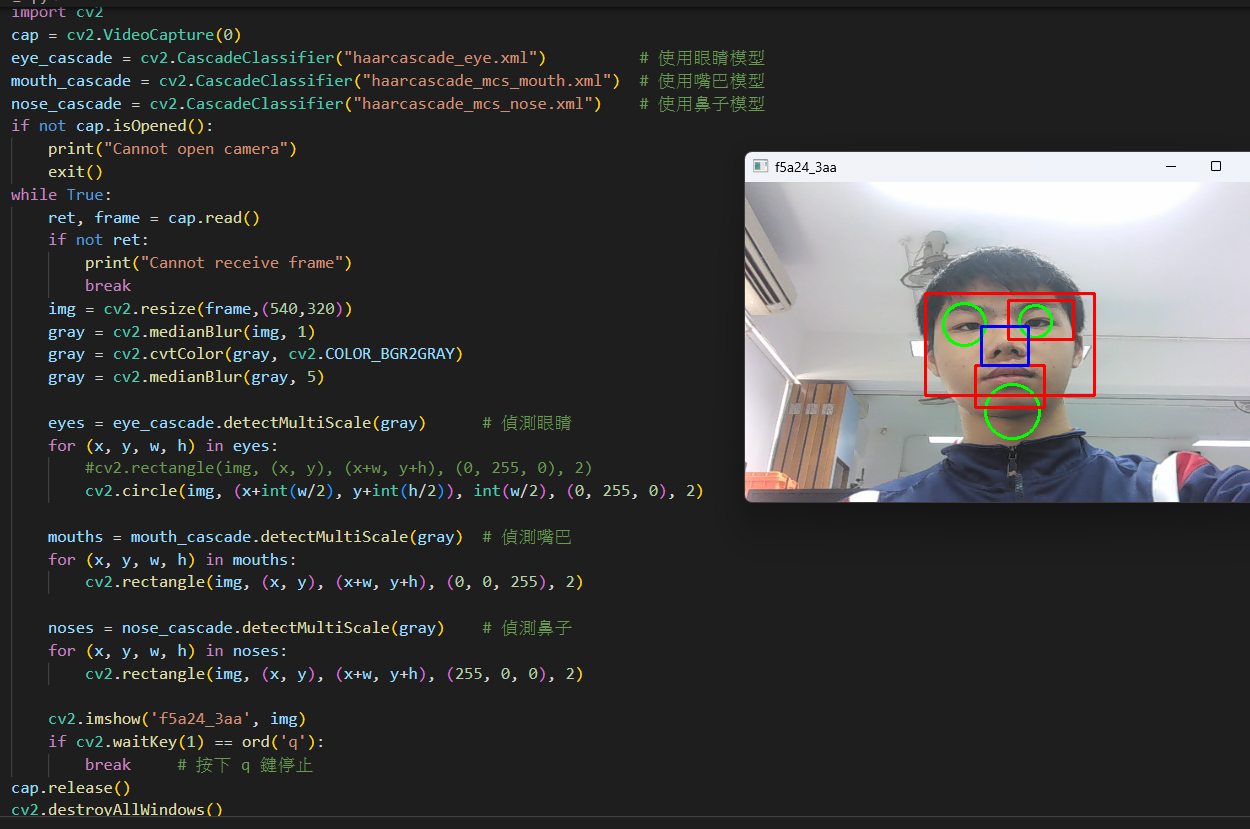 import cv2
cap = cv2.VideoCapture(0)
eye_cascade = cv2.CascadeClassifier("haarcascade_eye.xml")          # 使用眼睛模型
mouth_cascade = cv2.CascadeClassifier("haarcascade_mcs_mouth.xml")  # 使用嘴巴模型
nose_cascade = cv2.CascadeClassifier("haarcascade_mcs_nose.xml")    # 使用鼻子模型
if not cap.isOpened():
    print("Cannot open camera")
    exit()
while True:
    ret, frame = cap.read()
    if not ret:
        print("Cannot receive frame")
        break
    img = cv2.resize(frame,(540,320))
    gray = cv2.medianBlur(img, 1)
    gray = cv2.cvtColor(gray, cv2.COLOR_BGR2GRAY)
    gray = cv2.medianBlur(gray, 5)
    eyes = eye_cascade.detectMultiScale(gray)      # 偵測眼睛
    for (x, y, w, h) in eyes:
        #cv2.rectangle(img, (x, y), (x+w, y+h), (0, 255, 0), 2)
        cv2.circle(img, (x+int(w/2), y+int(h/2)), int(w/2), (0, 255, 0), 2)
    mouths = mouth_cascade.detectMultiScale(gray)  # 偵測嘴巴
    for (x, y, w, h) in mouths:
        cv2.rectangle(img, (x, y), (x+w, y+h), (0, 0, 255), 2)
    noses = nose_cascade.detectMultiScale(gray)    # 偵測鼻子
    for (x, y, w, h) in noses:
        cv2.rectangle(img, (x, y), (x+w, y+h), (255, 0, 0), 2)
    cv2.imshow('f5a24_3aa', img)
    if cv2.waitKey(1) == ord('q'):
        break     # 按下 q 鍵停止
cap.release()
cv2.destroyAllWindows()
f5a24_3aa